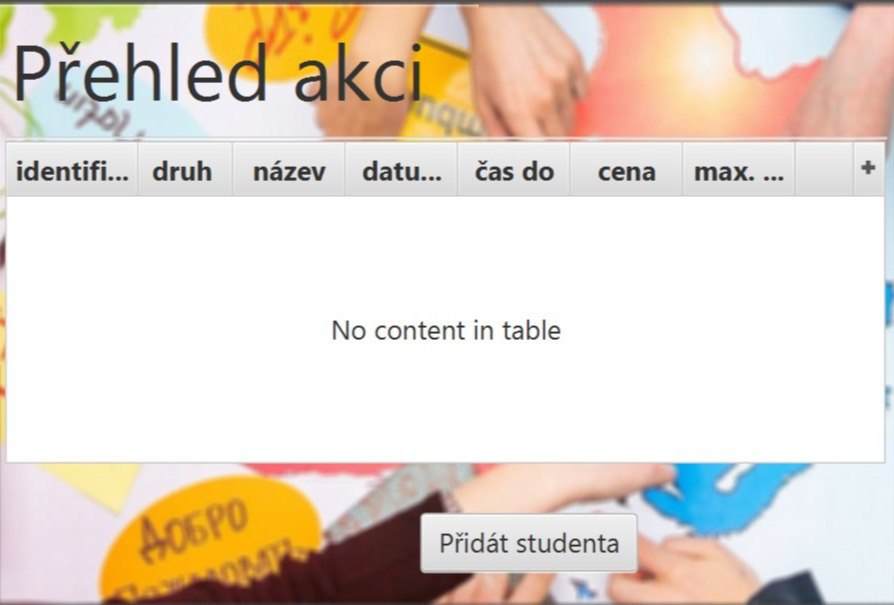 Přehled akci
identifi... druh název datu... čas do cena max. ... +
No content in table
ДОБРО
Přidát studenta